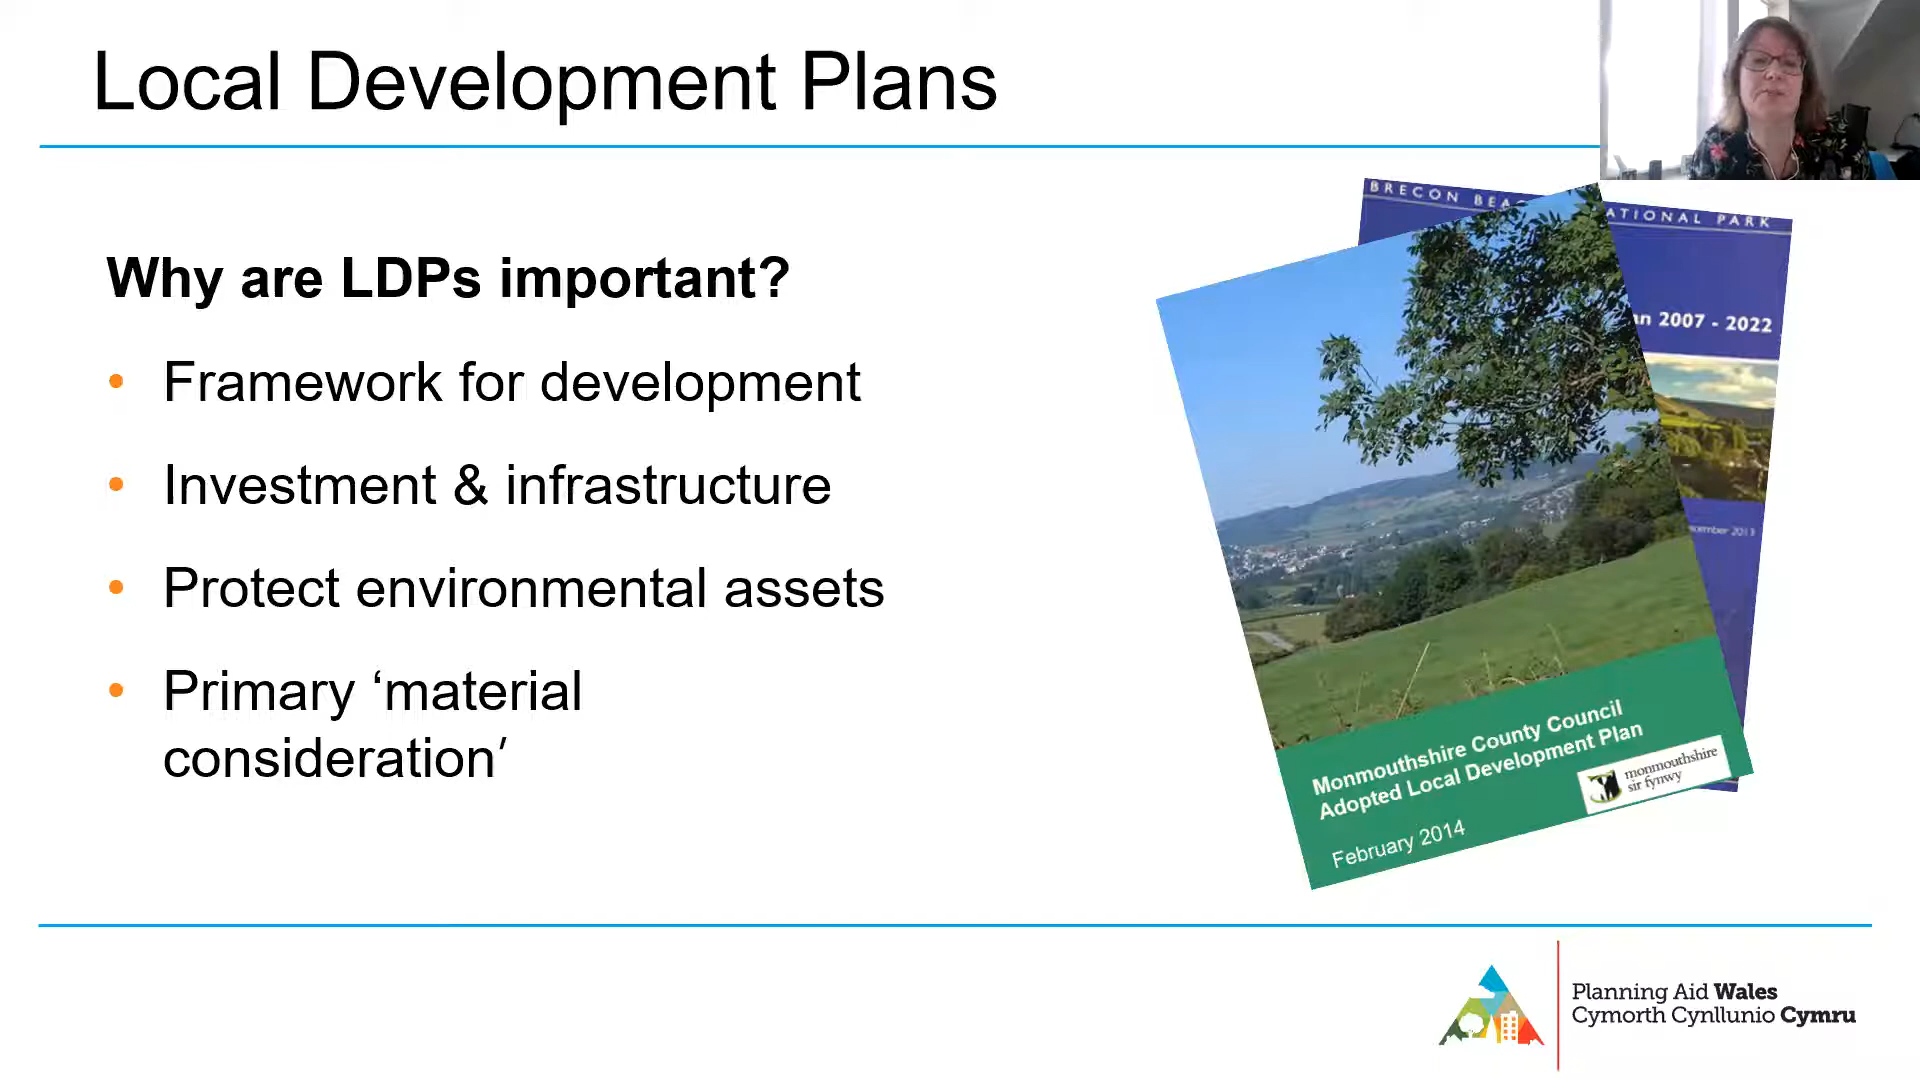 Local Development Plans
Why are LDPs important?
• Framework for development
• Investment & infrastructure
• Protect environmental assets
• Primary ‘material
consideration’
BRECON BEA
ATIONAL PARK
an 2007 - 2022
Monmouthshire County Council
Adopted Local Development Plan
February 2014
monmouthshire
sir fynwy
Planning Aid Wales
Cymorth Cynllunio Cymru